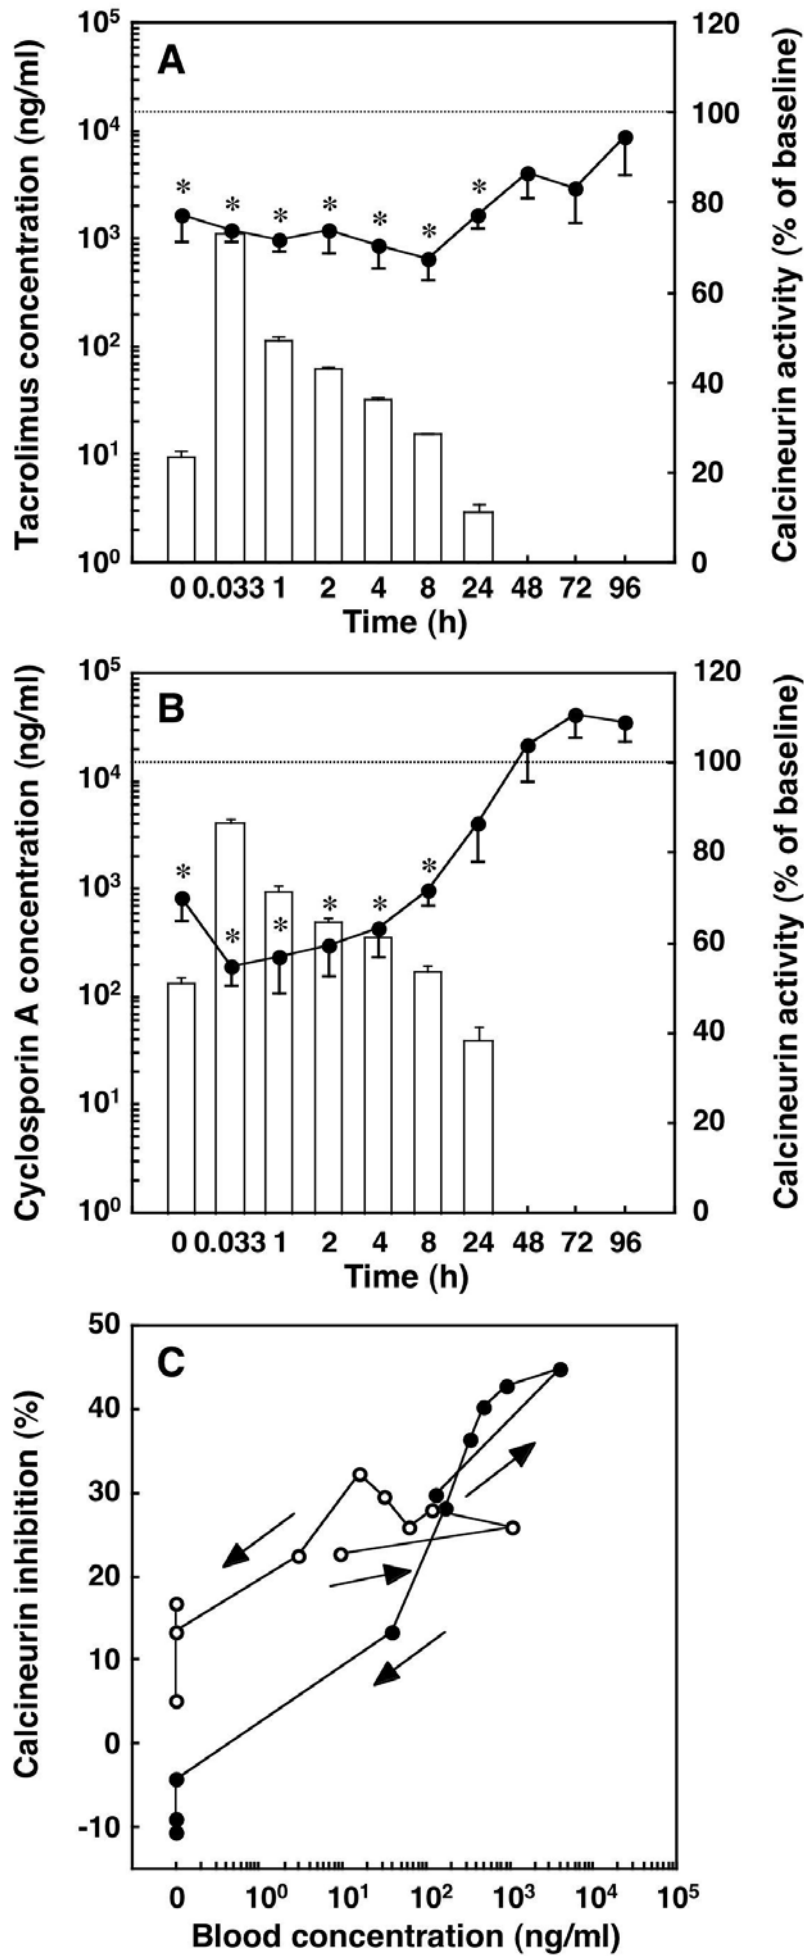 A
Tacrolimus concentration (ng/ml)
10⁵
10⁴
10³
10²
10¹
10⁰
120
100
80
60
40
20
0
Calcineurin activity (% of baseline)
* * * * * * *
0 0.033 1 2 4 8 24 48 72 96
Time (h)
B
Cyclosporin A concentration (ng/ml)
10⁵
10⁴
10³
10²
10¹
10⁰
120
100
80
60
40
20
0
Calcineurin activity (% of baseline)
* * * * * *
0 0.033 1 2 4 8 24 48 72 96
Time (h)
C
Calcineurin inhibition (%)
50
40
30
20
10
0
-10
0 10⁰ 10¹ 10² 10³ 10⁴ 10⁵
Blood concentration (ng/ml)